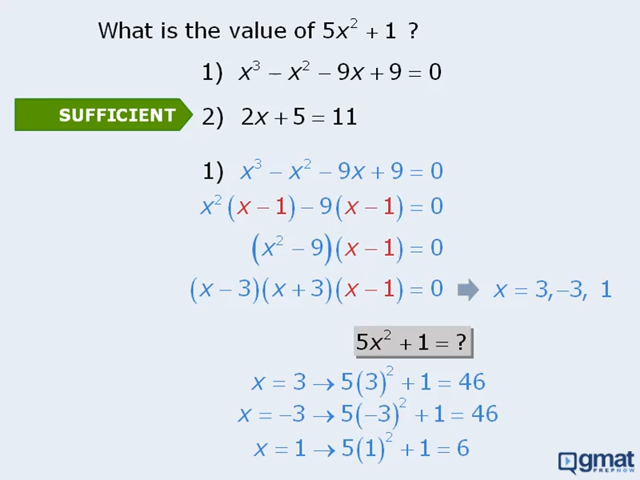 What is the value of 5x² + 1 ?
1) x³ − x² − 9x + 9 = 0
SUFFICIENT 2) 2x + 5 = 11
1) x³ − x² − 9x + 9 = 0
x²(x − 1) − 9(x − 1) = 0
(x² − 9)(x − 1) = 0
(x − 3)(x + 3)(x − 1) = 0 ➡ x = 3, −3, 1
5x² + 1 = ?
x = 3 → 5(3)² + 1 = 46
x = −3 → 5(−3)² + 1 = 46
x = 1 → 5(1)² + 1 = 6
gmat
PREPNOW